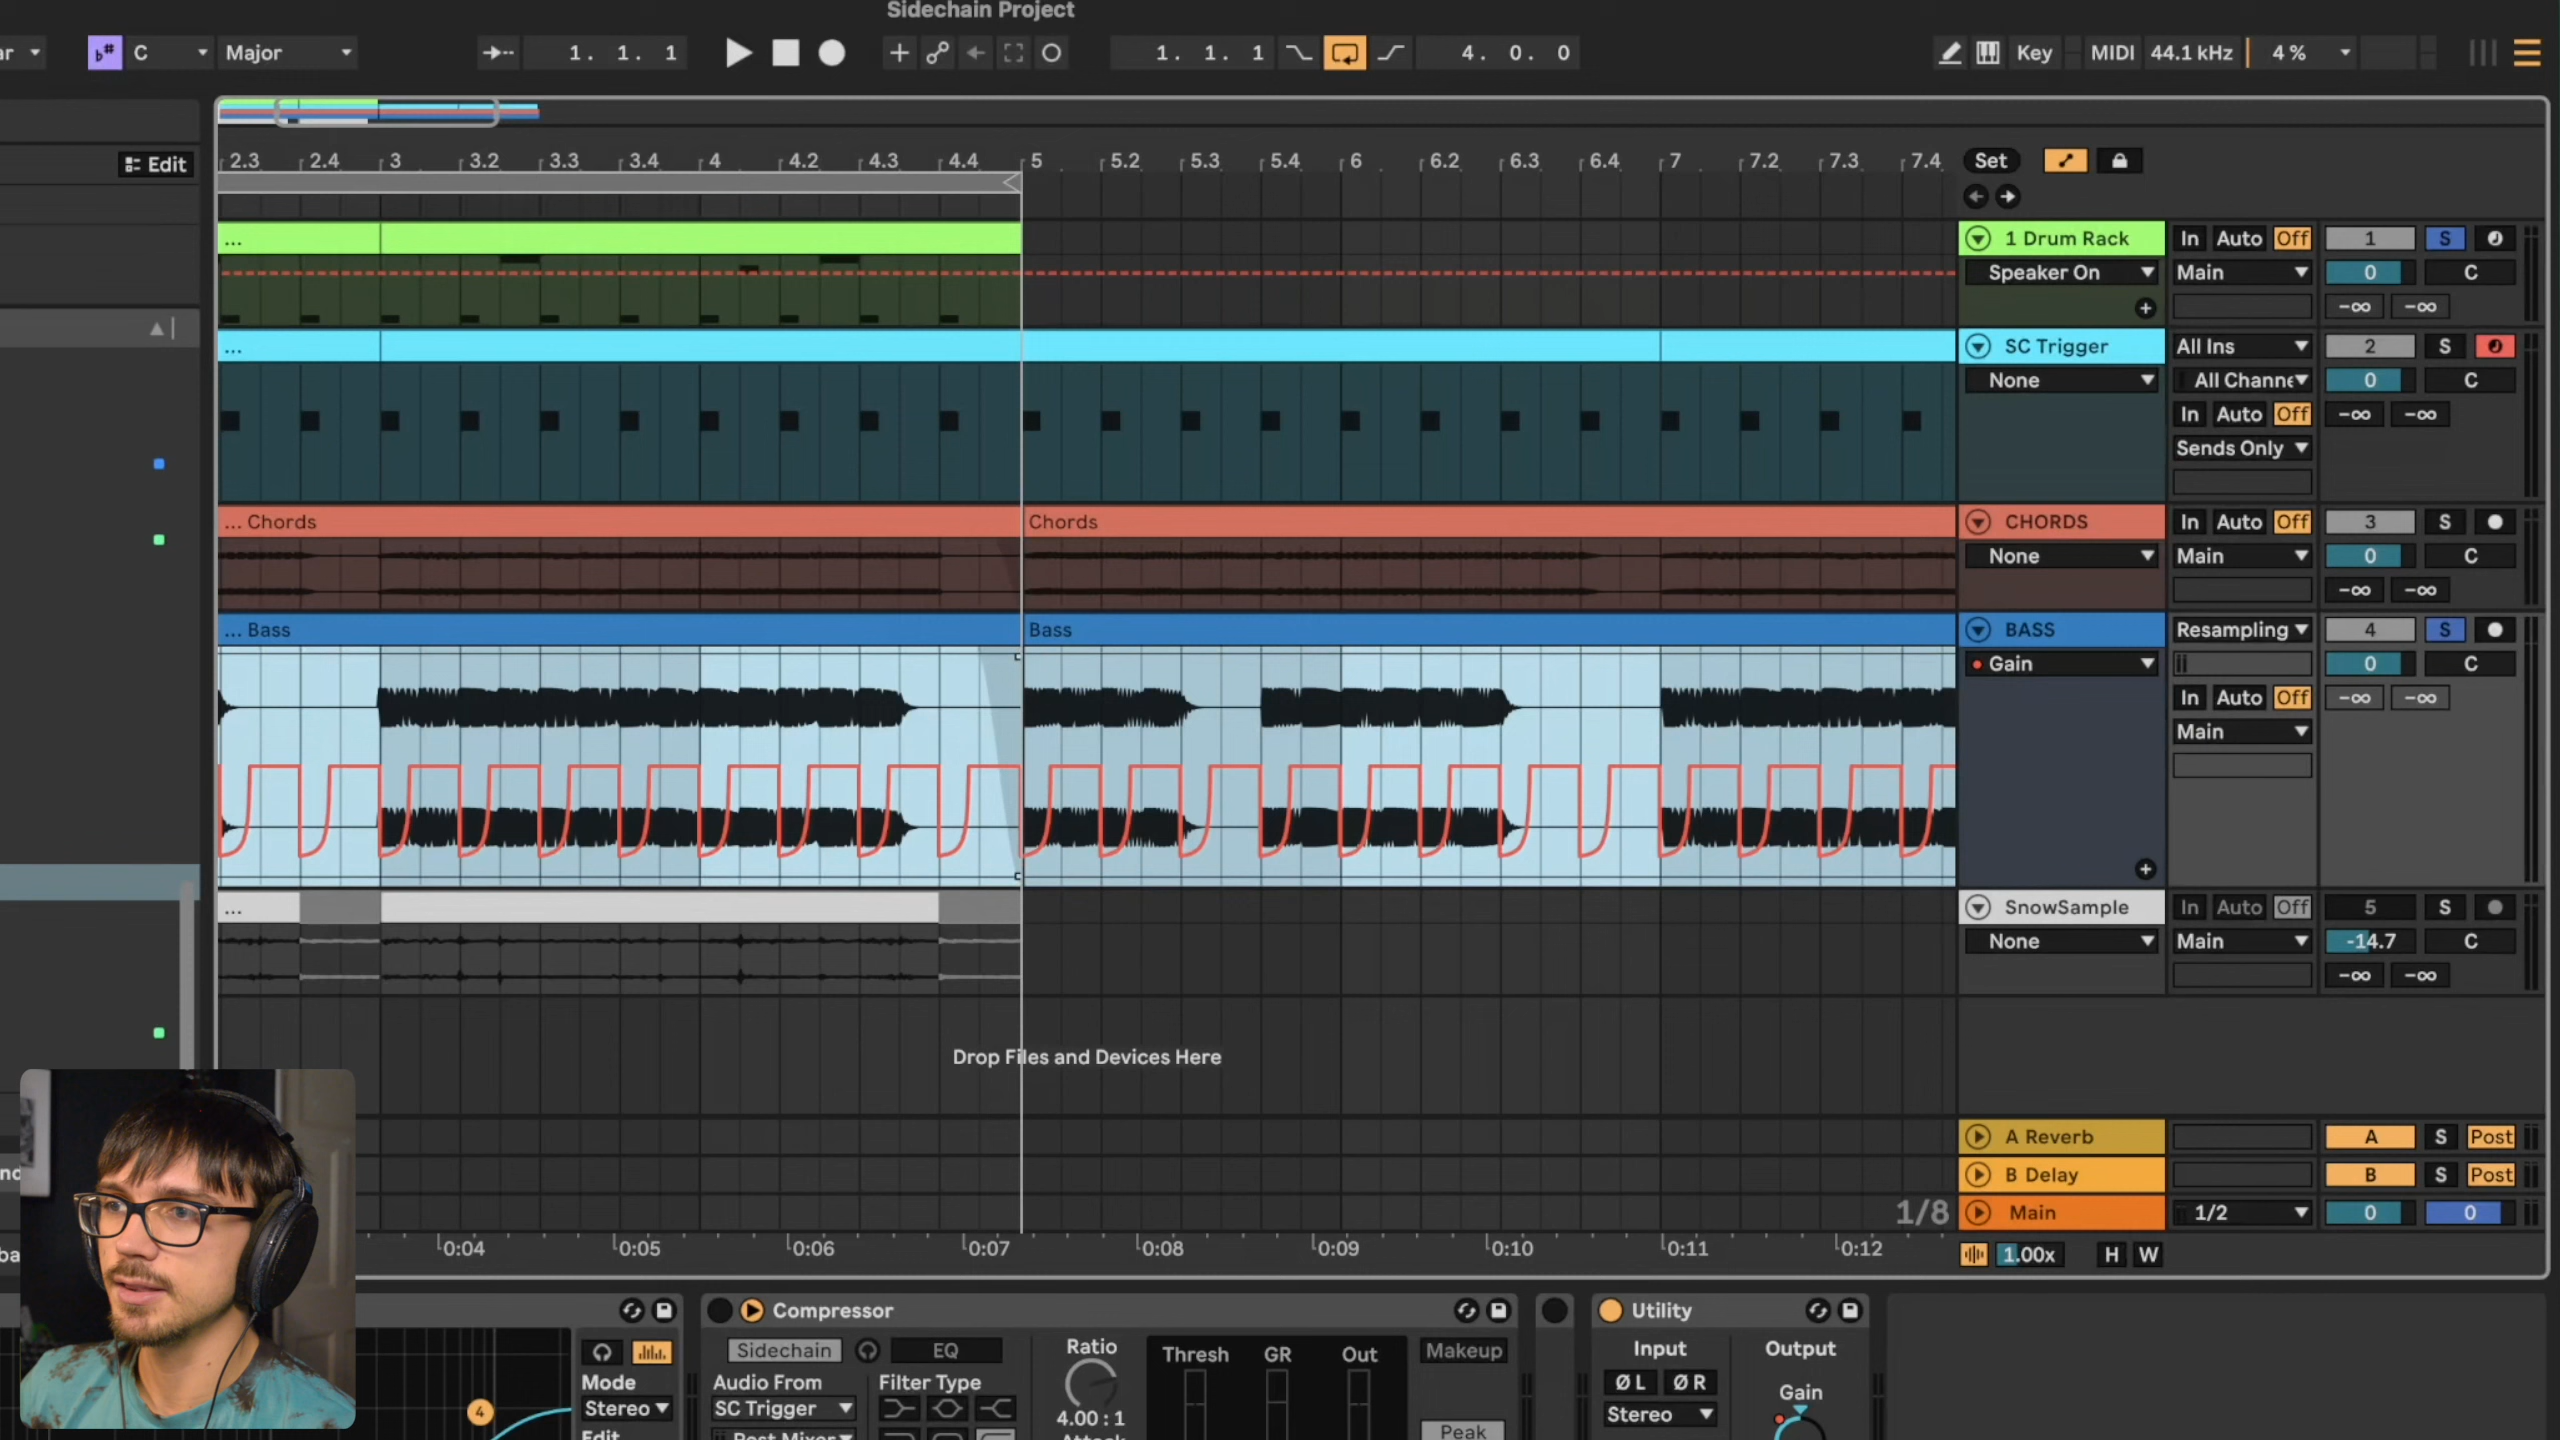 Sidechain Project
ar C Major 1. 1. 1 1. 1. 1 4. 0. 0 Key MIDI 44.1 kHz 4 %
Edit 2.3 2.4 3 3.2 3.3 3.4 4 4.2 4.3 4.4 5 5.2 5.3 5.4 6 6.2 6.3 6.4 7 7.2 7.3 7.4 Set
... 1 Drum Rack In Auto Off 1 S
Speaker On Main 0 C
-∞ -∞
... SC Trigger All Ins 2 S
None All Channe 0 C
In Auto Off -∞ -∞
Sends Only
... Chords Chords CHORDS In Auto Off 3 S
None Main 0 C
-∞ -∞
... Bass Bass BASS Resampling 4 S
Gain 0 C
In Auto Off -∞ -∞
Main
... SnowSample In Auto Off 5 S
None Main -14.7 C
-∞ -∞
Drop Files and Devices Here
A Reverb A S Post
B Delay B S Post
1/8 Main 1/2 0 0
0:04 0:05 0:06 0:07 0:08 0:09 0:10 0:11 0:12 1.00x H W
Compressor Utility
Sidechain EQ Ratio Thresh GR Out Makeup Input Output
Mode Audio From Filter Type Ø L Ø R Gain
4 Stereo SC Trigger 4.00 : 1 Stereo
Edit Post Mixer Attack Peak